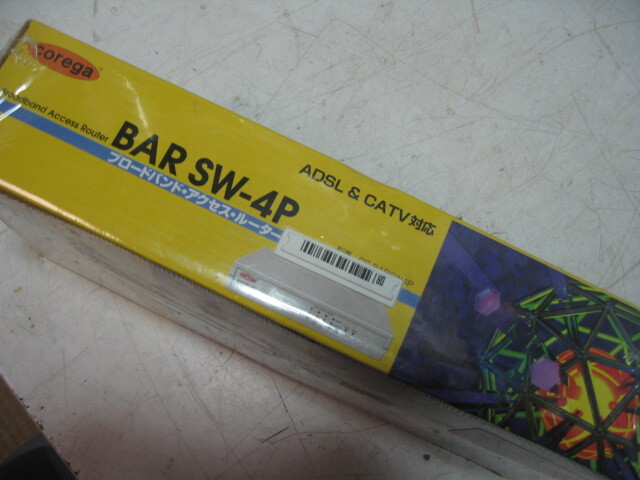 corega
Broadband Access Router
BAR SW-4P
ブロードバンド・アクセス・ルーター
ADSL & CATV対応